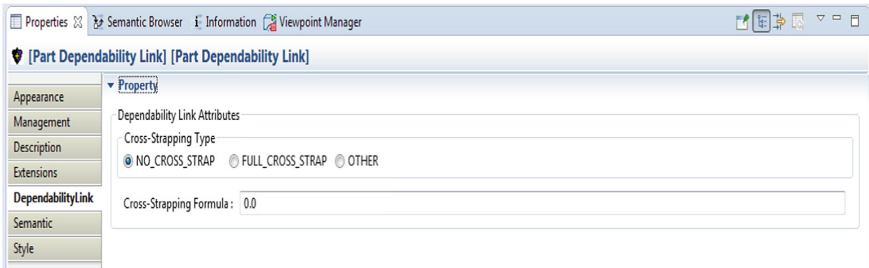 Properties Semantic Browser Information Viewpoint Manager
[Part Dependability Link] [Part Dependability Link]
Property
Appearance
Management
Description
Extensions
DependabilityLink
Semantic
Style
Dependability Link Attributes
Cross-Strapping Type
NO_CROSS_STRAP FULL_CROSS_STRAP OTHER
Cross-Strapping Formula : 0.0